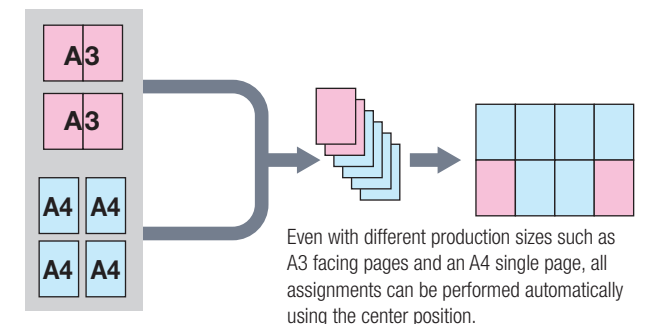 A3
A3
A4 A4
A4 A4
Even with different production sizes such as
A3 facing pages and an A4 single page, all
assignments can be performed automatically
using the center position.